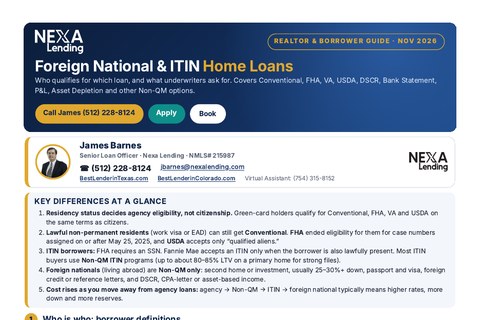 NEXA
Lending
REALTOR & BORROWER GUIDE · NOV 2026
Foreign National & ITIN Home Loans
Who qualifies for which loan, and what underwriters ask for. Covers Conventional, FHA, VA, USDA, DSCR, Bank Statement,
P&L, Asset Depletion and other Non-QM options.
Call James (512) 228-8124
Apply
Book
James Barnes
Senior Loan Officer · Nexa Lending · NMLS# 215987
☎ (512) 228-8124 jbarnes@nexalending.com
BestLenderinTexas.com BestLenderinColorado.com Virtual Assistant: (754) 315-8152
NEXA
Lending
KEY DIFFERENCES AT A GLANCE
1. Residency status decides agency eligibility, not citizenship. Green-card holders qualify for Conventional, FHA, VA and USDA on
the same terms as citizens.
2. Lawful non-permanent residents (work visa or EAD) can still get Conventional. FHA ended eligibility for them for case numbers
assigned on or after May 25, 2025, and USDA accepts only "qualified aliens."
3. ITIN borrowers: FHA requires an SSN. Fannie Mae accepts an ITIN only when the borrower is also lawfully present. Most ITIN
buyers use Non-QM ITIN programs (up to about 80–85% LTV on a primary home for strong files).
4. Foreign nationals (living abroad) are Non-QM only: second home or investment, usually 25–30%+ down, passport and visa, foreign
credit or reference letters, and DSCR, CPA-letter or asset-based income.
5. Cost rises as you move away from agency loans: agency → Non-QM → ITIN → foreign national typically means higher rates, more
down and more reserves.
1 Who is who: borrower definitions